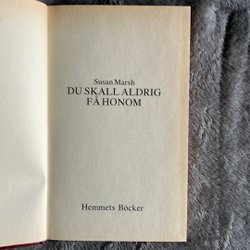 Susan Marsh
DU SKALL ALDRIG
FÅ HONOM
Hemmets Böcker